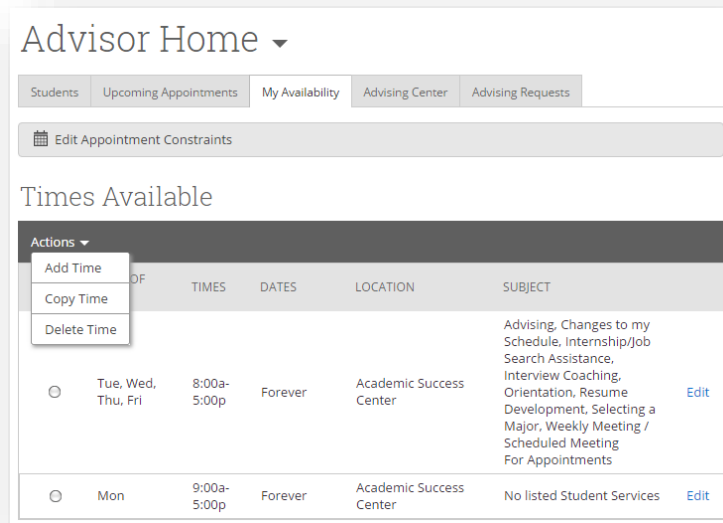 Advisor Home
Students Upcoming Appointments My Availability Advising Center Advising Requests
Edit Appointment Constraints
Times Available
Actions
Add Time
Copy Time
Delete Time
OF TIMES DATES LOCATION SUBJECT
Tue, Wed,
Thu, Fri
8:00a-
5:00p
Forever
Academic Success
Center
Advising, Changes to my
Schedule, Internship/Job
Search Assistance,
Interview Coaching,
Orientation, Resume
Development, Selecting a
Major, Weekly Meeting /
Scheduled Meeting
For Appointments
Edit
Mon
9:00a-
5:00p
Forever
Academic Success
Center
No listed Student Services
Edit